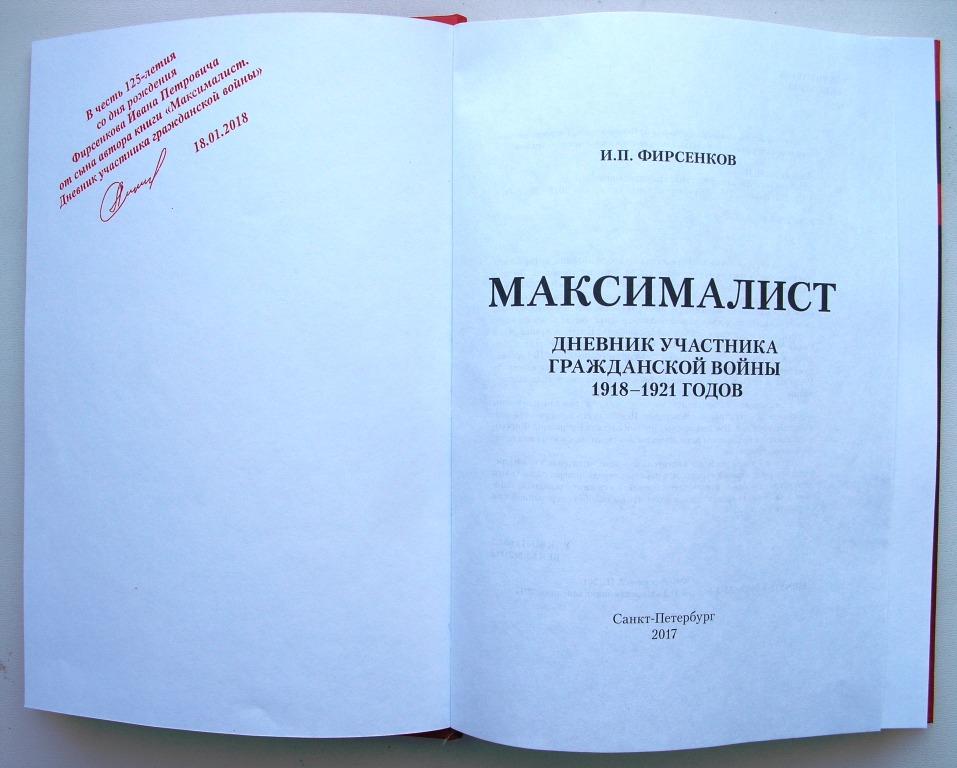 В честь 125-летия
со дня рождения
Фирсенкова Ивана Петровича
от сына автора книги «Максималист.
Дневник участника гражданской войны»
18.01.2018
И.П. ФИРСЕНКОВ
МАКСИМАЛИСТ
ДНЕВНИК УЧАСТНИКА
ГРАЖДАНСКОЙ ВОЙНЫ
1918–1921 ГОДОВ
Санкт-Петербург
2017